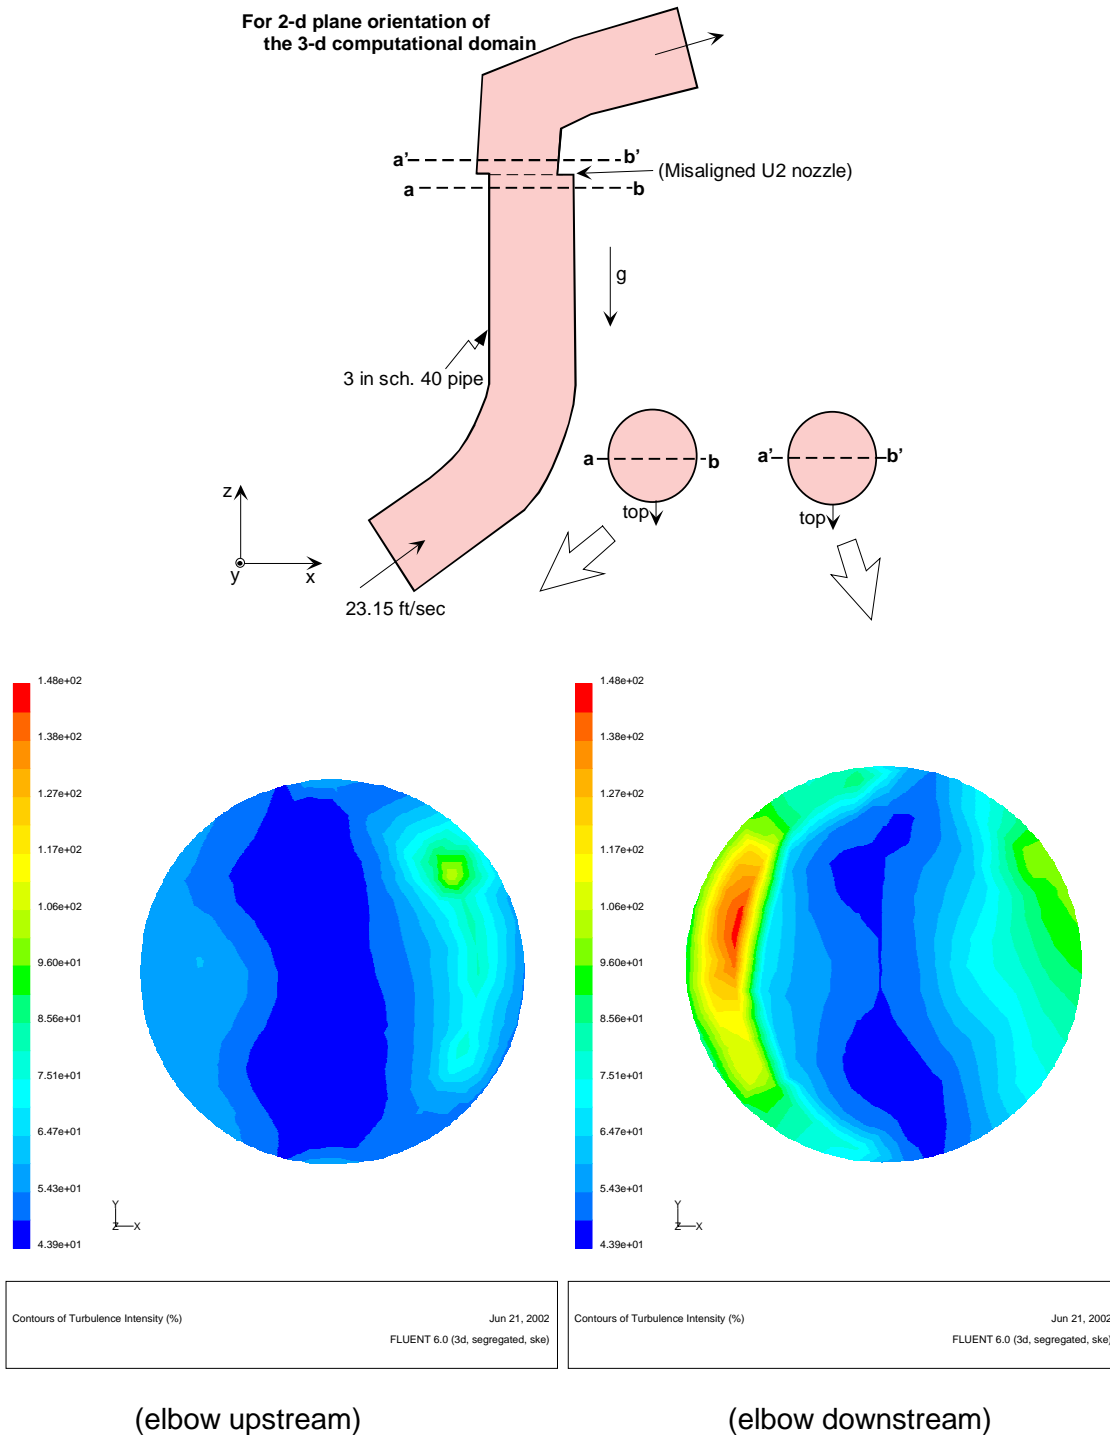 For 2-d plane orientation of
the 3-d computational domain
a’ b’
(Misaligned U2 nozzle)
a b
g
3 in sch. 40 pipe
a b a’ b’
z
top top
y x
23.15 ft/sec
1.48e+02
1.38e+02
1.27e+02
1.17e+02
1.06e+02
9.60e+01
8.56e+01
7.51e+01
6.47e+01
5.43e+01
4.39e+01
Y
Z X
Contours of Turbulence Intensity (%) Jun 21, 2002
FLUENT 6.0 (3d, segregated, ske)
(elbow upstream)
1.48e+02
1.38e+02
1.27e+02
1.17e+02
1.06e+02
9.60e+01
8.56e+01
7.51e+01
6.47e+01
5.43e+01
4.39e+01
Y
Z X
Contours of Turbulence Intensity (%) Jun 21, 2002
FLUENT 6.0 (3d, segregated, ske)
(elbow downstream)